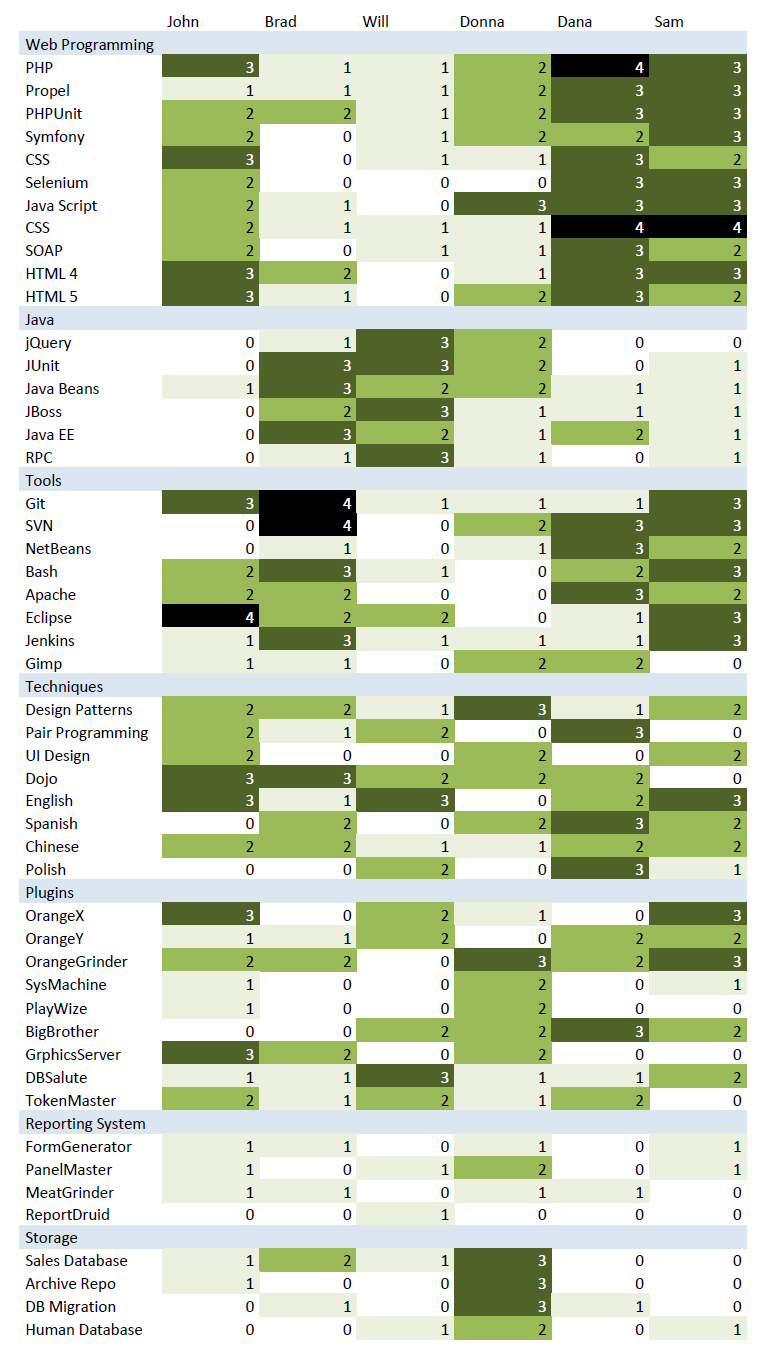 John Brad Will Donna Dana Sam
Web Programming
PHP 3 1 1 2 4 3
Propel 1 1 1 2 3 3
PHPUnit 2 2 1 2 3 3
Symfony 2 0 1 2 2 3
CSS 3 0 1 1 3 2
Selenium 2 0 0 0 3 3
Java Script 2 1 0 3 3 3
CSS 2 1 1 1 4 4
SOAP 2 0 1 1 3 2
HTML 4 3 2 0 1 3 3
HTML 5 3 1 0 2 3 2
Java
jQuery 0 1 3 2 0 0
JUnit 0 3 3 2 0 1
Java Beans 1 3 2 2 1 1
JBoss 0 2 3 1 1 1
Java EE 0 3 2 1 2 1
RPC 0 1 3 1 0 1
Tools
Git 3 4 1 1 1 3
SVN 0 4 0 2 3 3
NetBeans 0 1 0 1 3 2
Bash 2 3 1 0 2 3
Apache 2 2 0 0 3 2
Eclipse 4 2 2 0 1 3
Jenkins 1 3 1 1 1 3
Gimp 1 1 0 2 2 0
Techniques
Design Patterns 2 2 1 3 1 2
Pair Programming 2 1 2 0 3 0
UI Design 2 0 0 2 0 2
Dojo 3 3 2 2 2 0
English 3 1 3 0 2 3
Spanish 0 2 0 2 3 2
Chinese 2 2 1 1 2 2
Polish 0 0 2 0 3 1
Plugins
OrangeX 3 0 2 1 0 3
OrangeY 1 1 2 0 2 2
OrangeGrinder 2 2 0 3 2 3
SysMachine 1 0 0 2 0 1
PlayWize 1 0 0 2 0 0
BigBrother 0 0 2 2 3 2
GrphicsServer 3 2 0 2 0 0
DBSalute 1 1 3 1 1 2
TokenMaster 2 1 2 1 2 0
Reporting System
FormGenerator 1 1 0 1 0 1
PanelMaster 1 0 1 2 0 1
MeatGrinder 1 1 0 1 1 0
ReportDruid 0 0 1 0 0 0
Storage
Sales Database 1 2 1 3 0 0
Archive Repo 1 0 0 3 0 0
DB Migration 0 1 0 3 1 0
Human Database 0 0 1 2 0 1